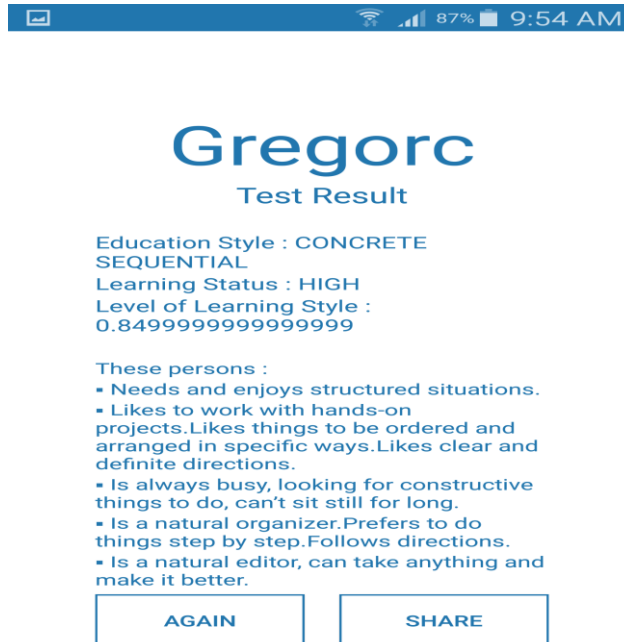 87% 9:54 AM
Gregorc
Test Result
Education Style : CONCRETE
SEQUENTIAL
Learning Status : HIGH
Level of Learning Style :
0.8499999999999999
These persons :
▪ Needs and enjoys structured situations.
▪ Likes to work with hands-on
projects.Likes things to be ordered and
arranged in specific ways.Likes clear and
definite directions.
▪ Is always busy, looking for constructive
things to do, can’t sit still for long.
▪ Is a natural organizer.Prefers to do
things step by step.Follows directions.
▪ Is a natural editor, can take anything and
make it better.
AGAIN SHARE